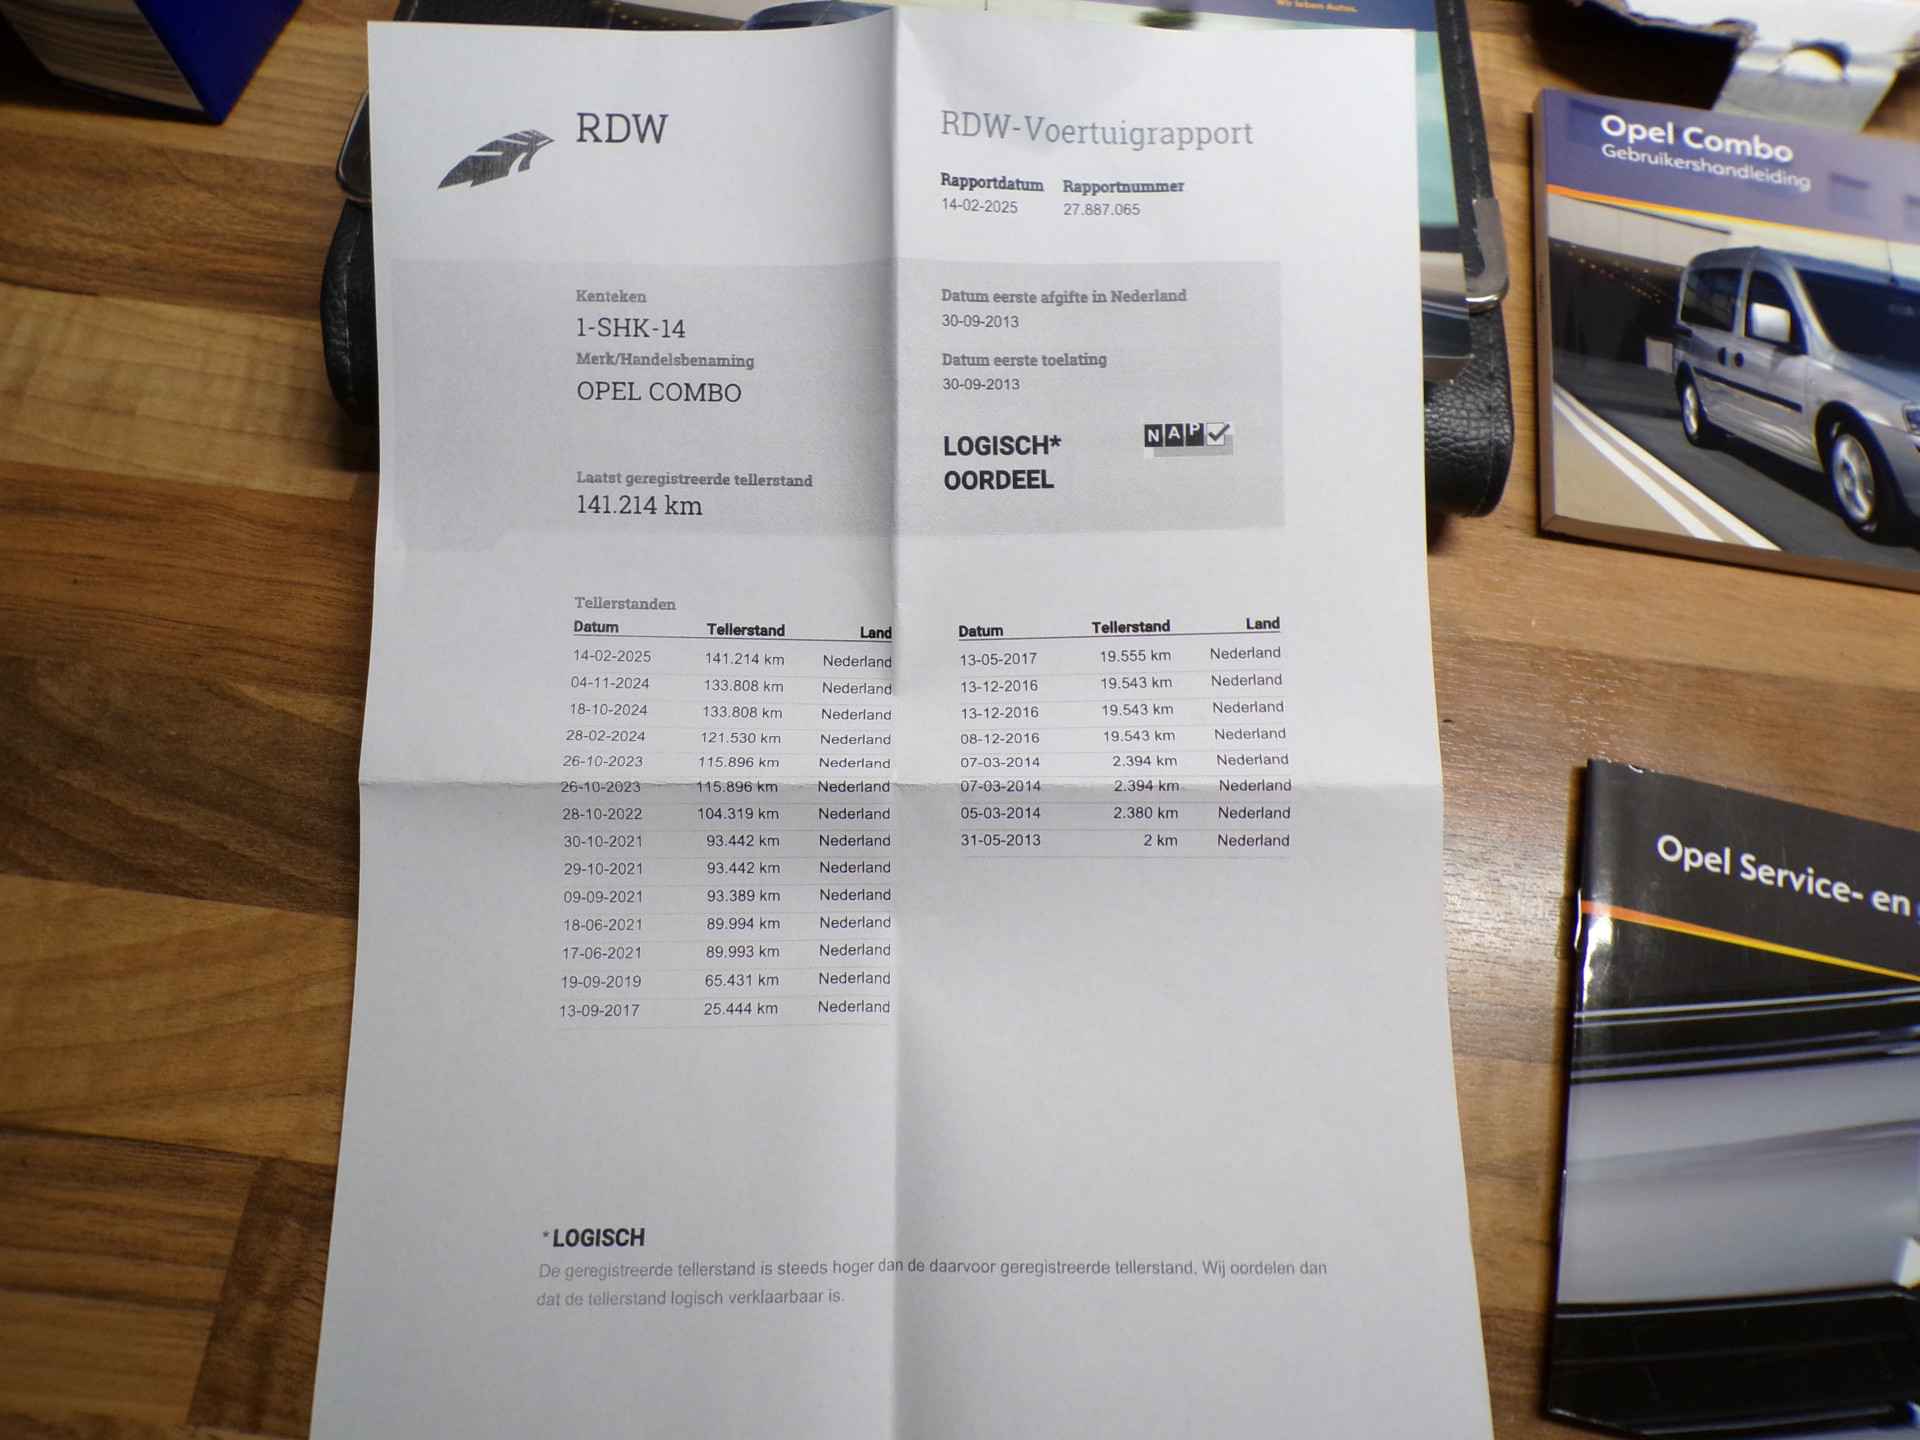 Wir leben Autos.
RDW
RDW-Voertuigrapport
Rapportdatum Rapportnummer
14-02-2025 27.887.065
Kenteken
1-SHK-14
Merk/Handelsbenaming
OPEL COMBO
Laatst geregistreerde tellerstand
141.214 km
Datum eerste afgifte in Nederland
30-09-2013
Datum eerste toelating
30-09-2013
LOGISCH*
OORDEEL
NAP
Tellerstanden
Datum Tellerstand Land
14-02-2025 141.214 km Nederland
04-11-2024 133.808 km Nederland
18-10-2024 133.808 km Nederland
28-02-2024 121.530 km Nederland
26-10-2023 115.896 km Nederland
26-10-2023 115.896 km Nederland
28-10-2022 104.319 km Nederland
30-10-2021 93.442 km Nederland
29-10-2021 93.442 km Nederland
09-09-2021 93.389 km Nederland
18-06-2021 89.994 km Nederland
17-06-2021 89.993 km Nederland
19-09-2019 65.431 km Nederland
13-09-2017 25.444 km Nederland
Datum Tellerstand Land
13-05-2017 19.555 km Nederland
13-12-2016 19.543 km Nederland
13-12-2016 19.543 km Nederland
08-12-2016 19.543 km Nederland
07-03-2014 2.394 km Nederland
07-03-2014 2.394 km Nederland
05-03-2014 2.380 km Nederland
31-05-2013 2 km Nederland
*LOGISCH
De geregistreerde tellerstand is steeds hoger dan de daarvoor geregistreerde tellerstand. Wij oordelen dan
dat de tellerstand logisch verklaarbaar is.
Opel Combo
Gebruikershandleiding
Opel Service- en